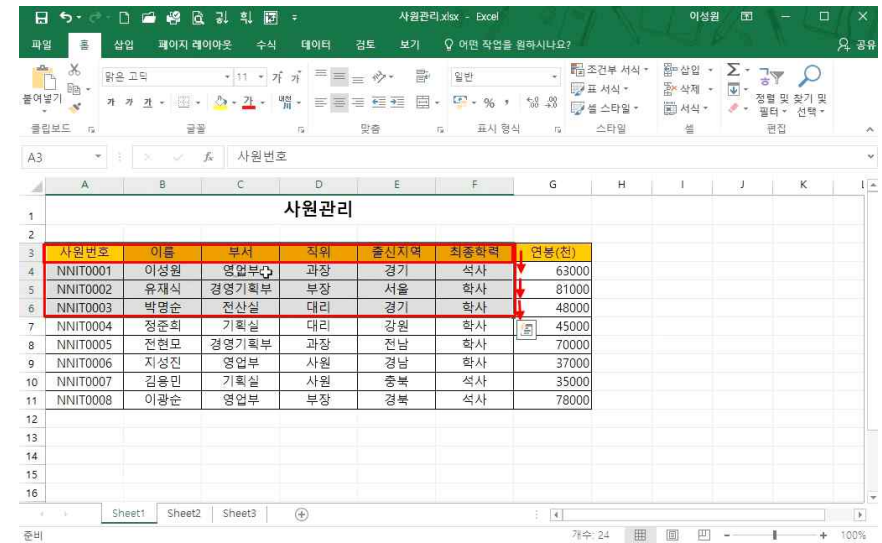 사원관리.xlsx - Excel 이성원
파일 홈 삽입 페이지 레이아웃 수식 데이터 검토 보기 어떤 작업을 원하시나요? 공유
붙여넣기 맑은 고딕 11 가 가 가 가 가 가 내천 일반 % 조건부 서식 표 서식 셀 스타일 삽입 삭제 서식 정렬 및 필터 찾기 및 선택
클립보드 글꼴 맞춤 표시 형식 스타일 셀 편집
A3 fx 사원번호
A B C D E F G H I J K L
1 사원관리
2
3 사원번호 이름 부서 직위 출신지역 최종학력 연봉(천)
4 NNIT0001 이성원 영업부 과장 경기 석사 63000
5 NNIT0002 유재식 경영기획부 부장 서울 학사 81000
6 NNIT0003 박명순 전산실 대리 경기 학사 48000
7 NNIT0004 정준희 기획실 대리 강원 학사 45000
8 NNIT0005 전현모 경영기획부 과장 전남 학사 70000
9 NNIT0006 지성진 영업부 사원 경남 학사 37000
10 NNIT0007 김용민 기획실 사원 충북 석사 35000
11 NNIT0008 이광순 영업부 부장 경북 석사 78000
12
13
14
15
16
Sheet1 Sheet2 Sheet3
준비 개수: 24 100%